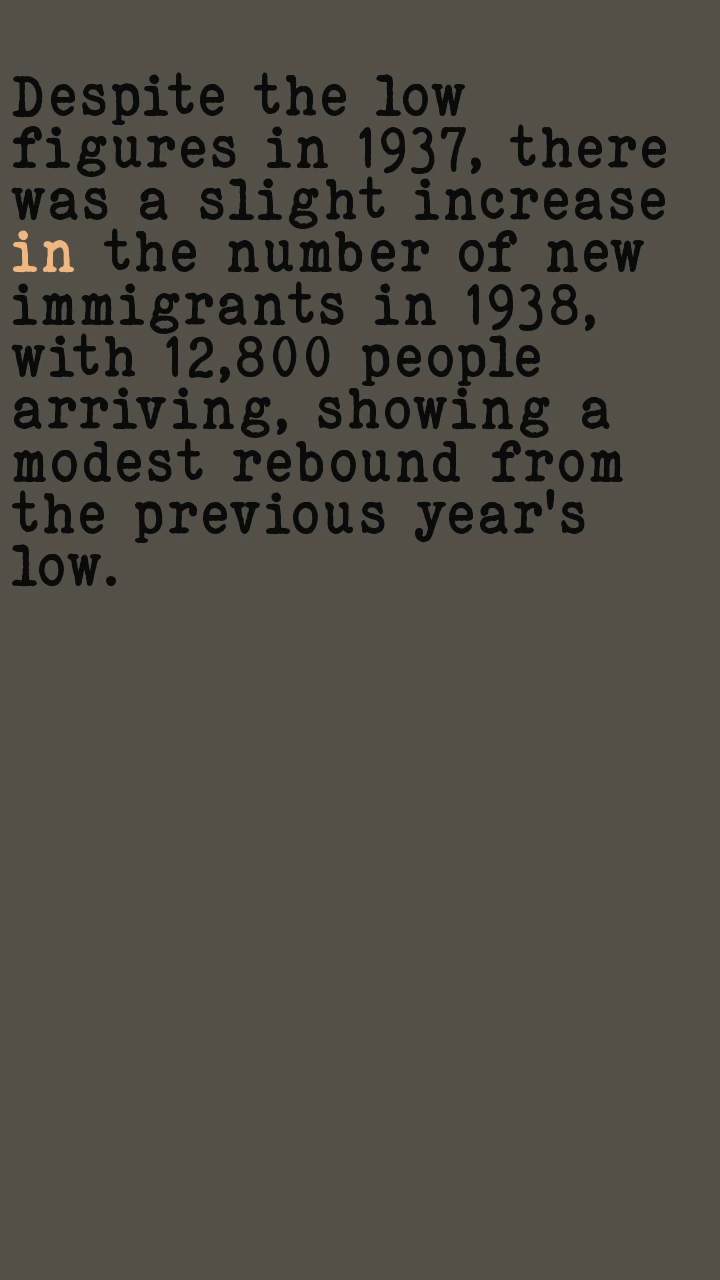 Despite the low
figures in 1937, there
was a slight increase
in the number of new
immigrants in 1938,
with 12,800 people
arriving, showing a
modest rebound from
the previous year's
low.